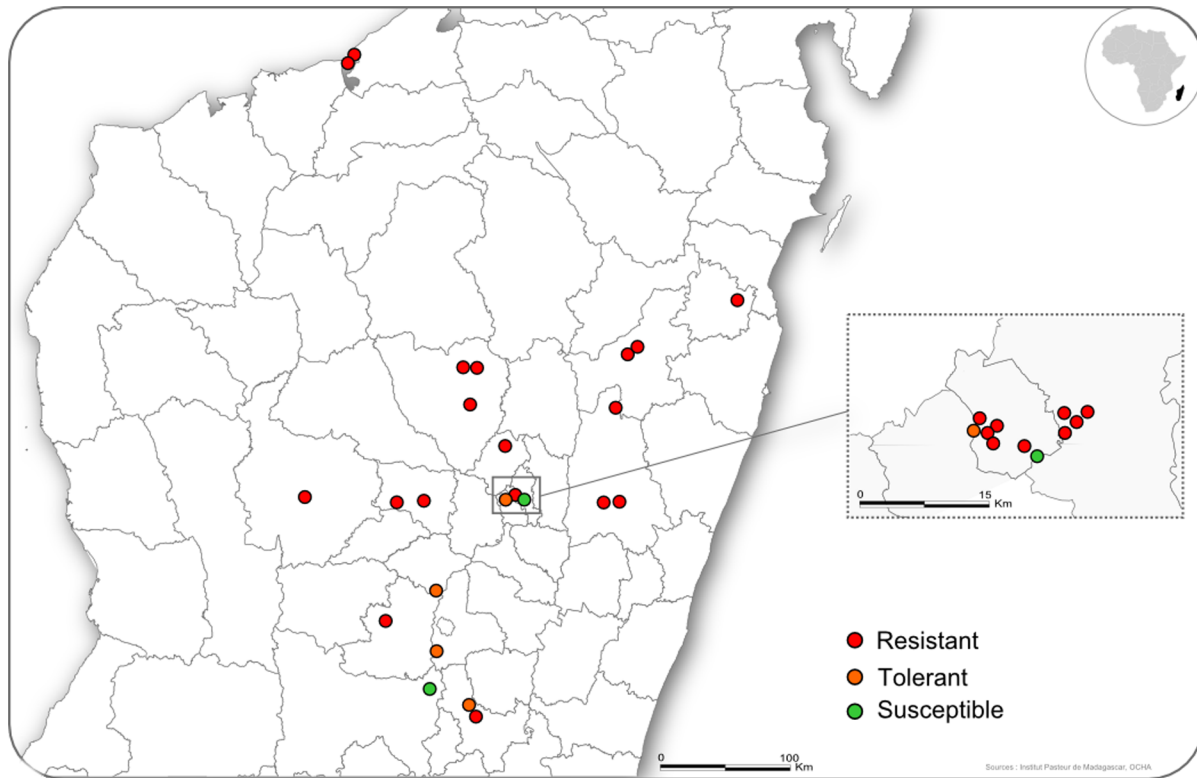 0 15
Km
Resistant
Tolerant
Susceptible
0 100
Km
Sources : Institut Pasteur de Madagascar, OCHA